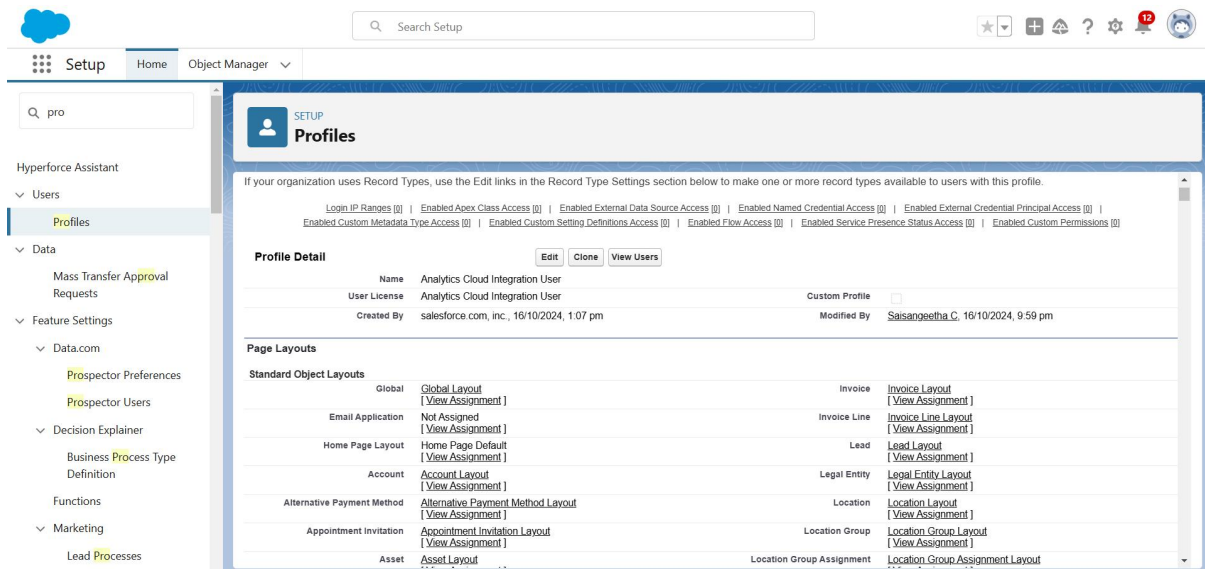 Search Setup
12
Setup
Home
Object Manager
pro
Hyperforce Assistant
Users
Profiles
Data
Mass Transfer Approval
Requests
Feature Settings
Data.com
Prospector Preferences
Prospector Users
Decision Explainer
Business Process Type
Definition
Functions
Marketing
Lead Processes
SETUP
Profiles
If your organization uses Record Types, use the Edit links in the Record Type Settings section below to make one or more record types available to users with this profile.
Login IP Ranges [0] | Enabled Apex Class Access [0] | Enabled External Data Source Access [0] | Enabled Named Credential Access [0] | Enabled External Credential Principal Access [0] |
Enabled Custom Metadata Type Access [0] | Enabled Custom Setting Definitions Access [0] | Enabled Flow Access [0] | Enabled Service Presence Status Access [0] | Enabled Custom Permissions [0]
Profile Detail Edit Clone View Users
Name Analytics Cloud Integration User
User License Analytics Cloud Integration User Custom Profile
Created By salesforce.com, inc., 16/10/2024, 1:07 pm Modified By Saisangeetha C, 16/10/2024, 9:59 pm
Page Layouts
Standard Object Layouts
Global Global Layout Invoice Invoice Layout
[ View Assignment ] [ View Assignment ]
Email Application Not Assigned Invoice Line Invoice Line Layout
[ View Assignment ] [ View Assignment ]
Home Page Layout Home Page Default Lead Lead Layout
[ View Assignment ] [ View Assignment ]
Account Account Layout Legal Entity Legal Entity Layout
[ View Assignment ] [ View Assignment ]
Alternative Payment Method Alternative Payment Method Layout Location Location Layout
[ View Assignment ] [ View Assignment ]
Appointment Invitation Appointment Invitation Layout Location Group Location Group Layout
[ View Assignment ] [ View Assignment ]
Asset Asset Layout Location Group Assignment Location Group Assignment Layout